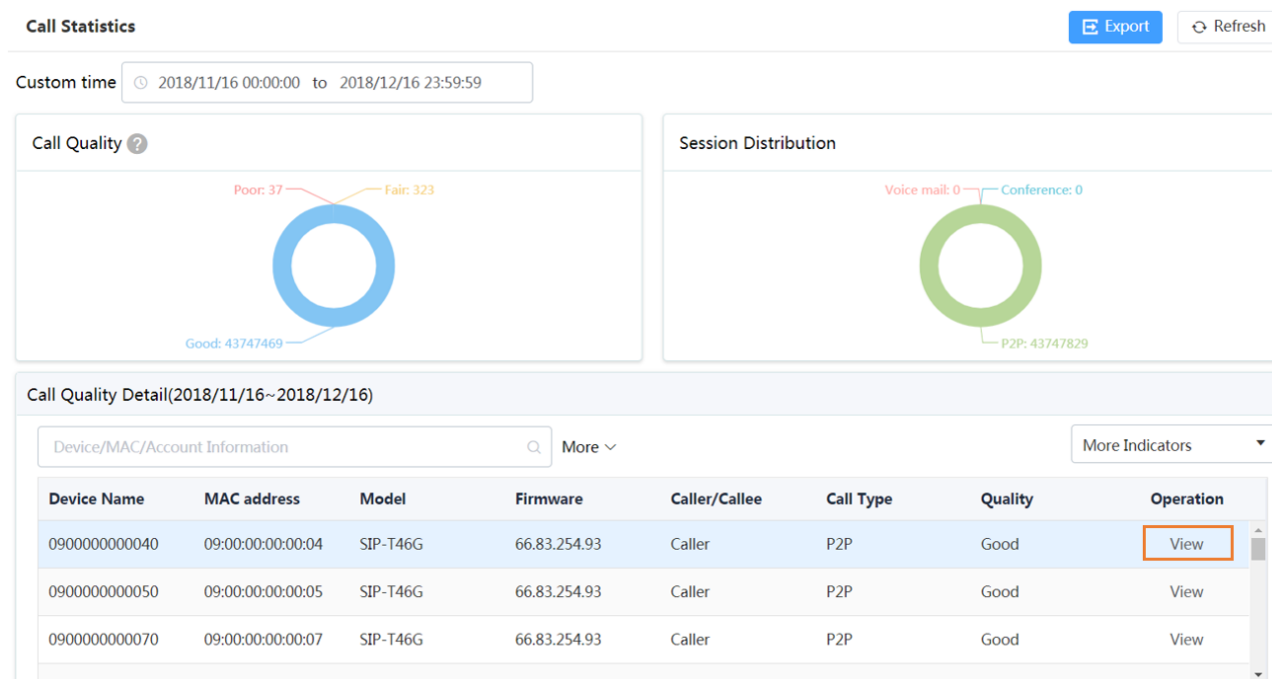 Call Statistics
Export
Refresh
Custom time 2018/11/16 00:00:00 to 2018/12/16 23:59:59
Call Quality ?
Poor: 37
Fair: 323
Good: 43747469
Session Distribution
Voice mail: 0
Conference: 0
P2P: 43747829
Call Quality Detail(2018/11/16~2018/12/16)
Device/MAC/Account Information
More
More Indicators
Device Name MAC address Model Firmware Caller/Callee Call Type Quality Operation
0900000000040 09:00:00:00:00:04 SIP-T46G 66.83.254.93 Caller P2P Good View
0900000000050 09:00:00:00:00:05 SIP-T46G 66.83.254.93 Caller P2P Good View
0900000000070 09:00:00:00:00:07 SIP-T46G 66.83.254.93 Caller P2P Good View